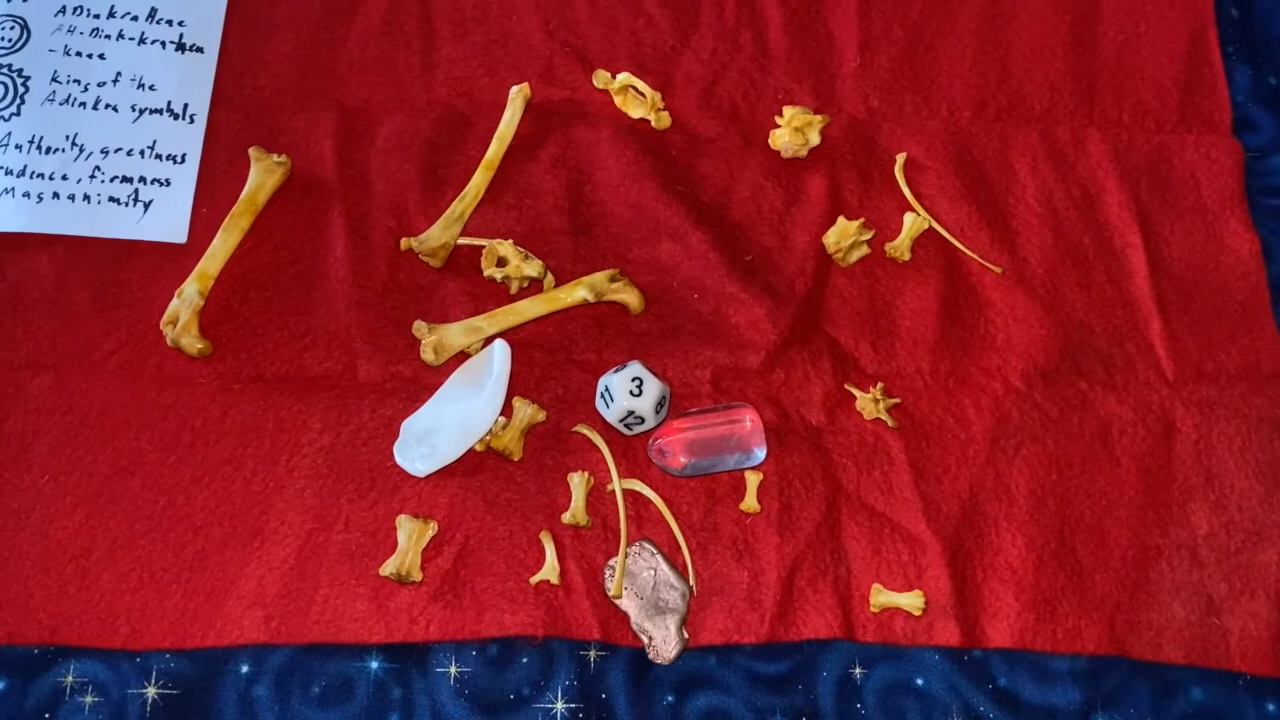 Adinkra Hene
AH-Dink-kra-hen
-knee
King of the
Adinkra symbols
Authority, greatness
rudence, firmness
Magnanimity
3
11
12
8